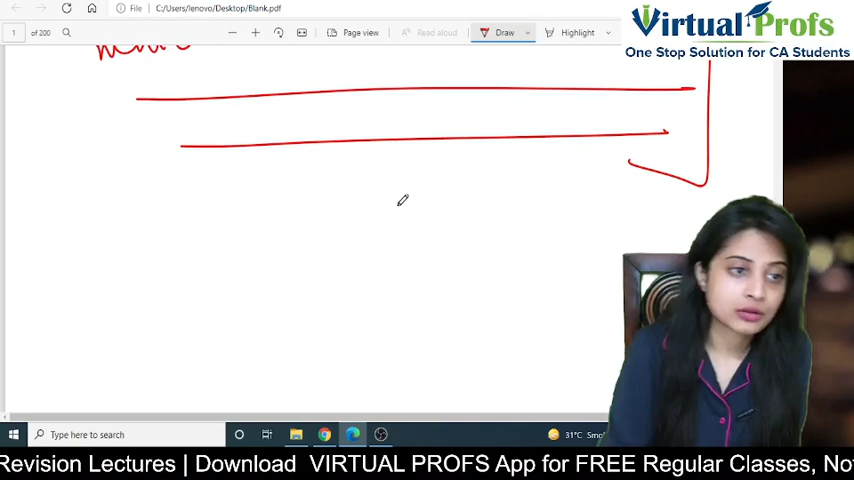 File C:/Users/lenovo/Desktop/Blank.pdf
Virtual Profs
One Stop Solution for CA Students
1 of 200 Page view Read aloud Draw Highlight
Type here to search
31°C
Revision Lectures | Download VIRTUAL PROFS App for FREE Regular Classes, No